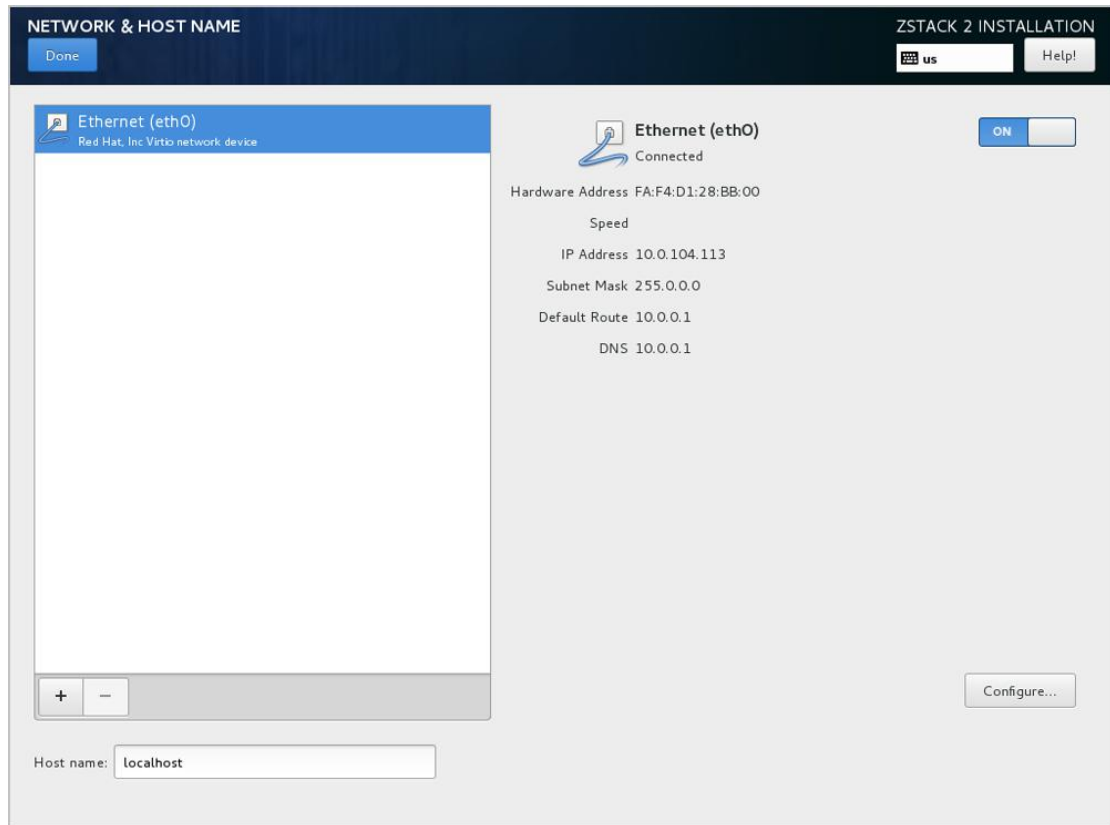 NETWORK & HOST NAME
ZSTACK 2 INSTALLATION
Done
us
Help!
Ethernet (eth0)
Red Hat, Inc Virtio network device
Ethernet (eth0)
Connected
ON
Hardware Address FA:F4:D1:28:BB:00
Speed
IP Address 10.0.104.113
Subnet Mask 255.0.0.0
Default Route 10.0.0.1
DNS 10.0.0.1
+ −
Configure...
Host name: localhost